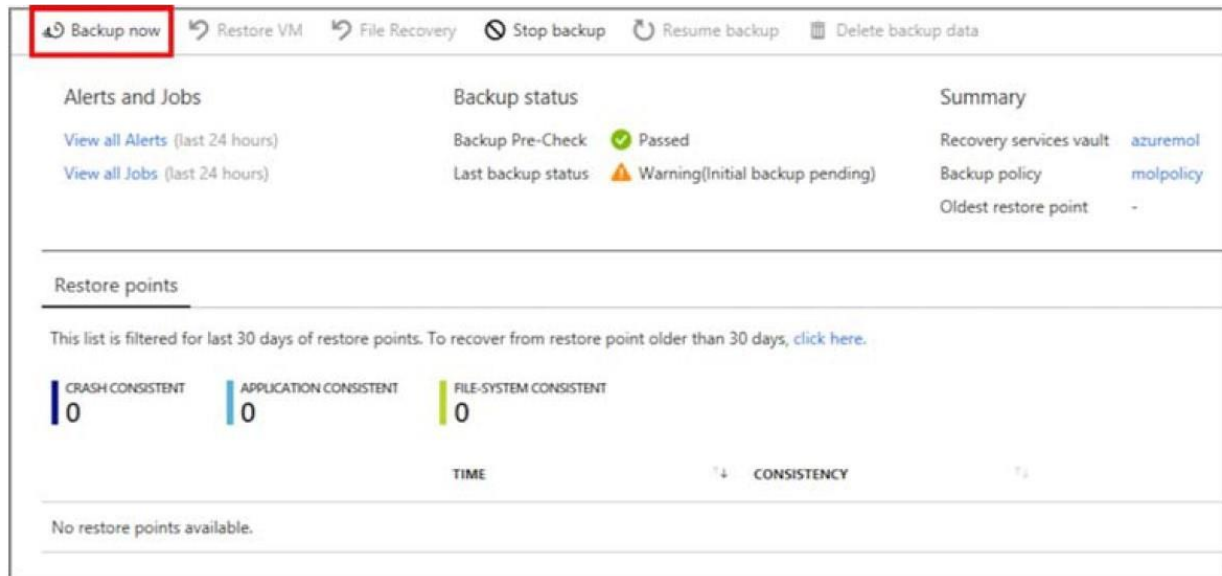 Backup now Restore VM File Recovery Stop backup Resume backup Delete backup data
Alerts and Jobs Backup status Summary
View all Alerts (last 24 hours) Backup Pre-Check Passed Recovery services vault azuremol
View all Jobs (last 24 hours) Last backup status Warning(Initial backup pending) Backup policy molpolicy
Oldest restore point -
Restore points
This list is filtered for last 30 days of restore points. To recover from restore point older than 30 days, click here.
CRASH CONSISTENT APPLICATION CONSISTENT FILE-SYSTEM CONSISTENT
0 0 0
TIME CONSISTENCY
No restore points available.